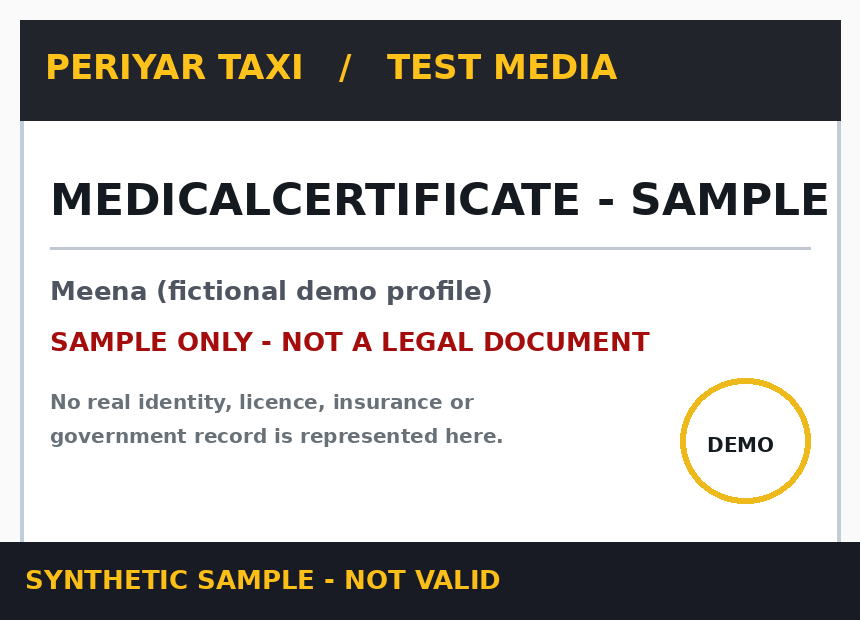 PERIYAR TAXI / TEST MEDIA
MEDICALCERTIFICATE - SAMPLE
Meena (fictional demo profile)
SAMPLE ONLY - NOT A LEGAL DOCUMENT
No real identity, licence, insurance or
government record is represented here.
DEMO
SYNTHETIC SAMPLE - NOT VALID